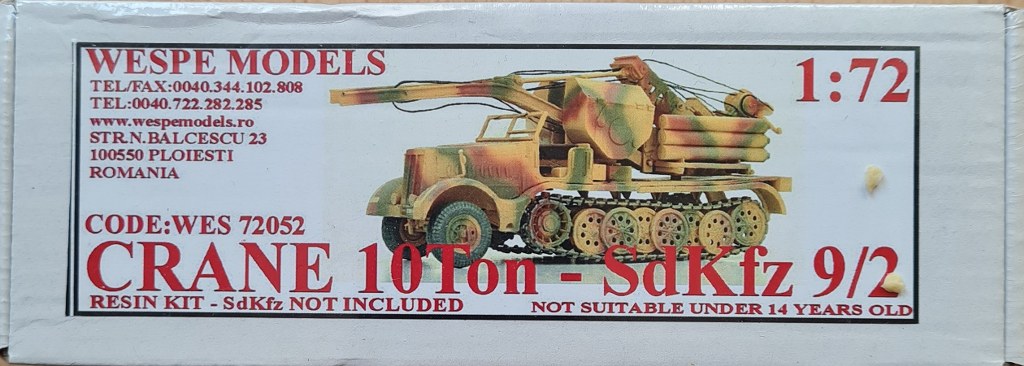 WESPE MODELS
TEL/FAX:0040.344.102.808
TEL:0040.722.282.285
www.wespemodels.ro
STR.N.BALCESCU 23
100550 PLOIESTI
ROMANIA
1:72
CODE:WES 72052
CRANE 10Ton - SdKfz 9/2
RESIN KIT - SdKfz NOT INCLUDED
NOT SUITABLE UNDER 14 YEARS OLD